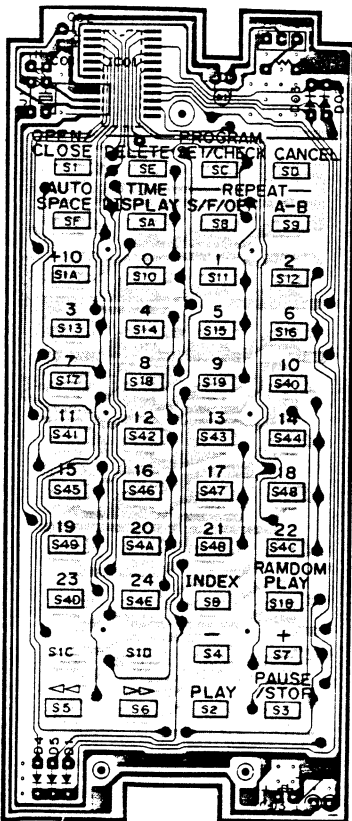 IC01
OPEN/ PROGRAM
CLOSE DELETE SET/CHECK CANCEL
S1 SE SC SD
AUTO TIME REPEAT
SPACE DISPLAY S/F/OFF A-B
SF SA SB S9
+10 0 1 2
S1A S10 S11 S12
3 4 5 6
S13 S14 S15 S16
7 8 9 10
S17 S18 S19 S40
11 12 13 14
S41 S42 S43 S44
15 16 17 18
S45 S46 S47 S48
19 20 21 22
S49 S4A S4B S4C
23 24 INDEX RAMDOM
PLAY
S4D S4E S8 S1B
S1C S1D - +
S4 S7
PLAY PAUSE
/STOP
S5 S6 S2 S3